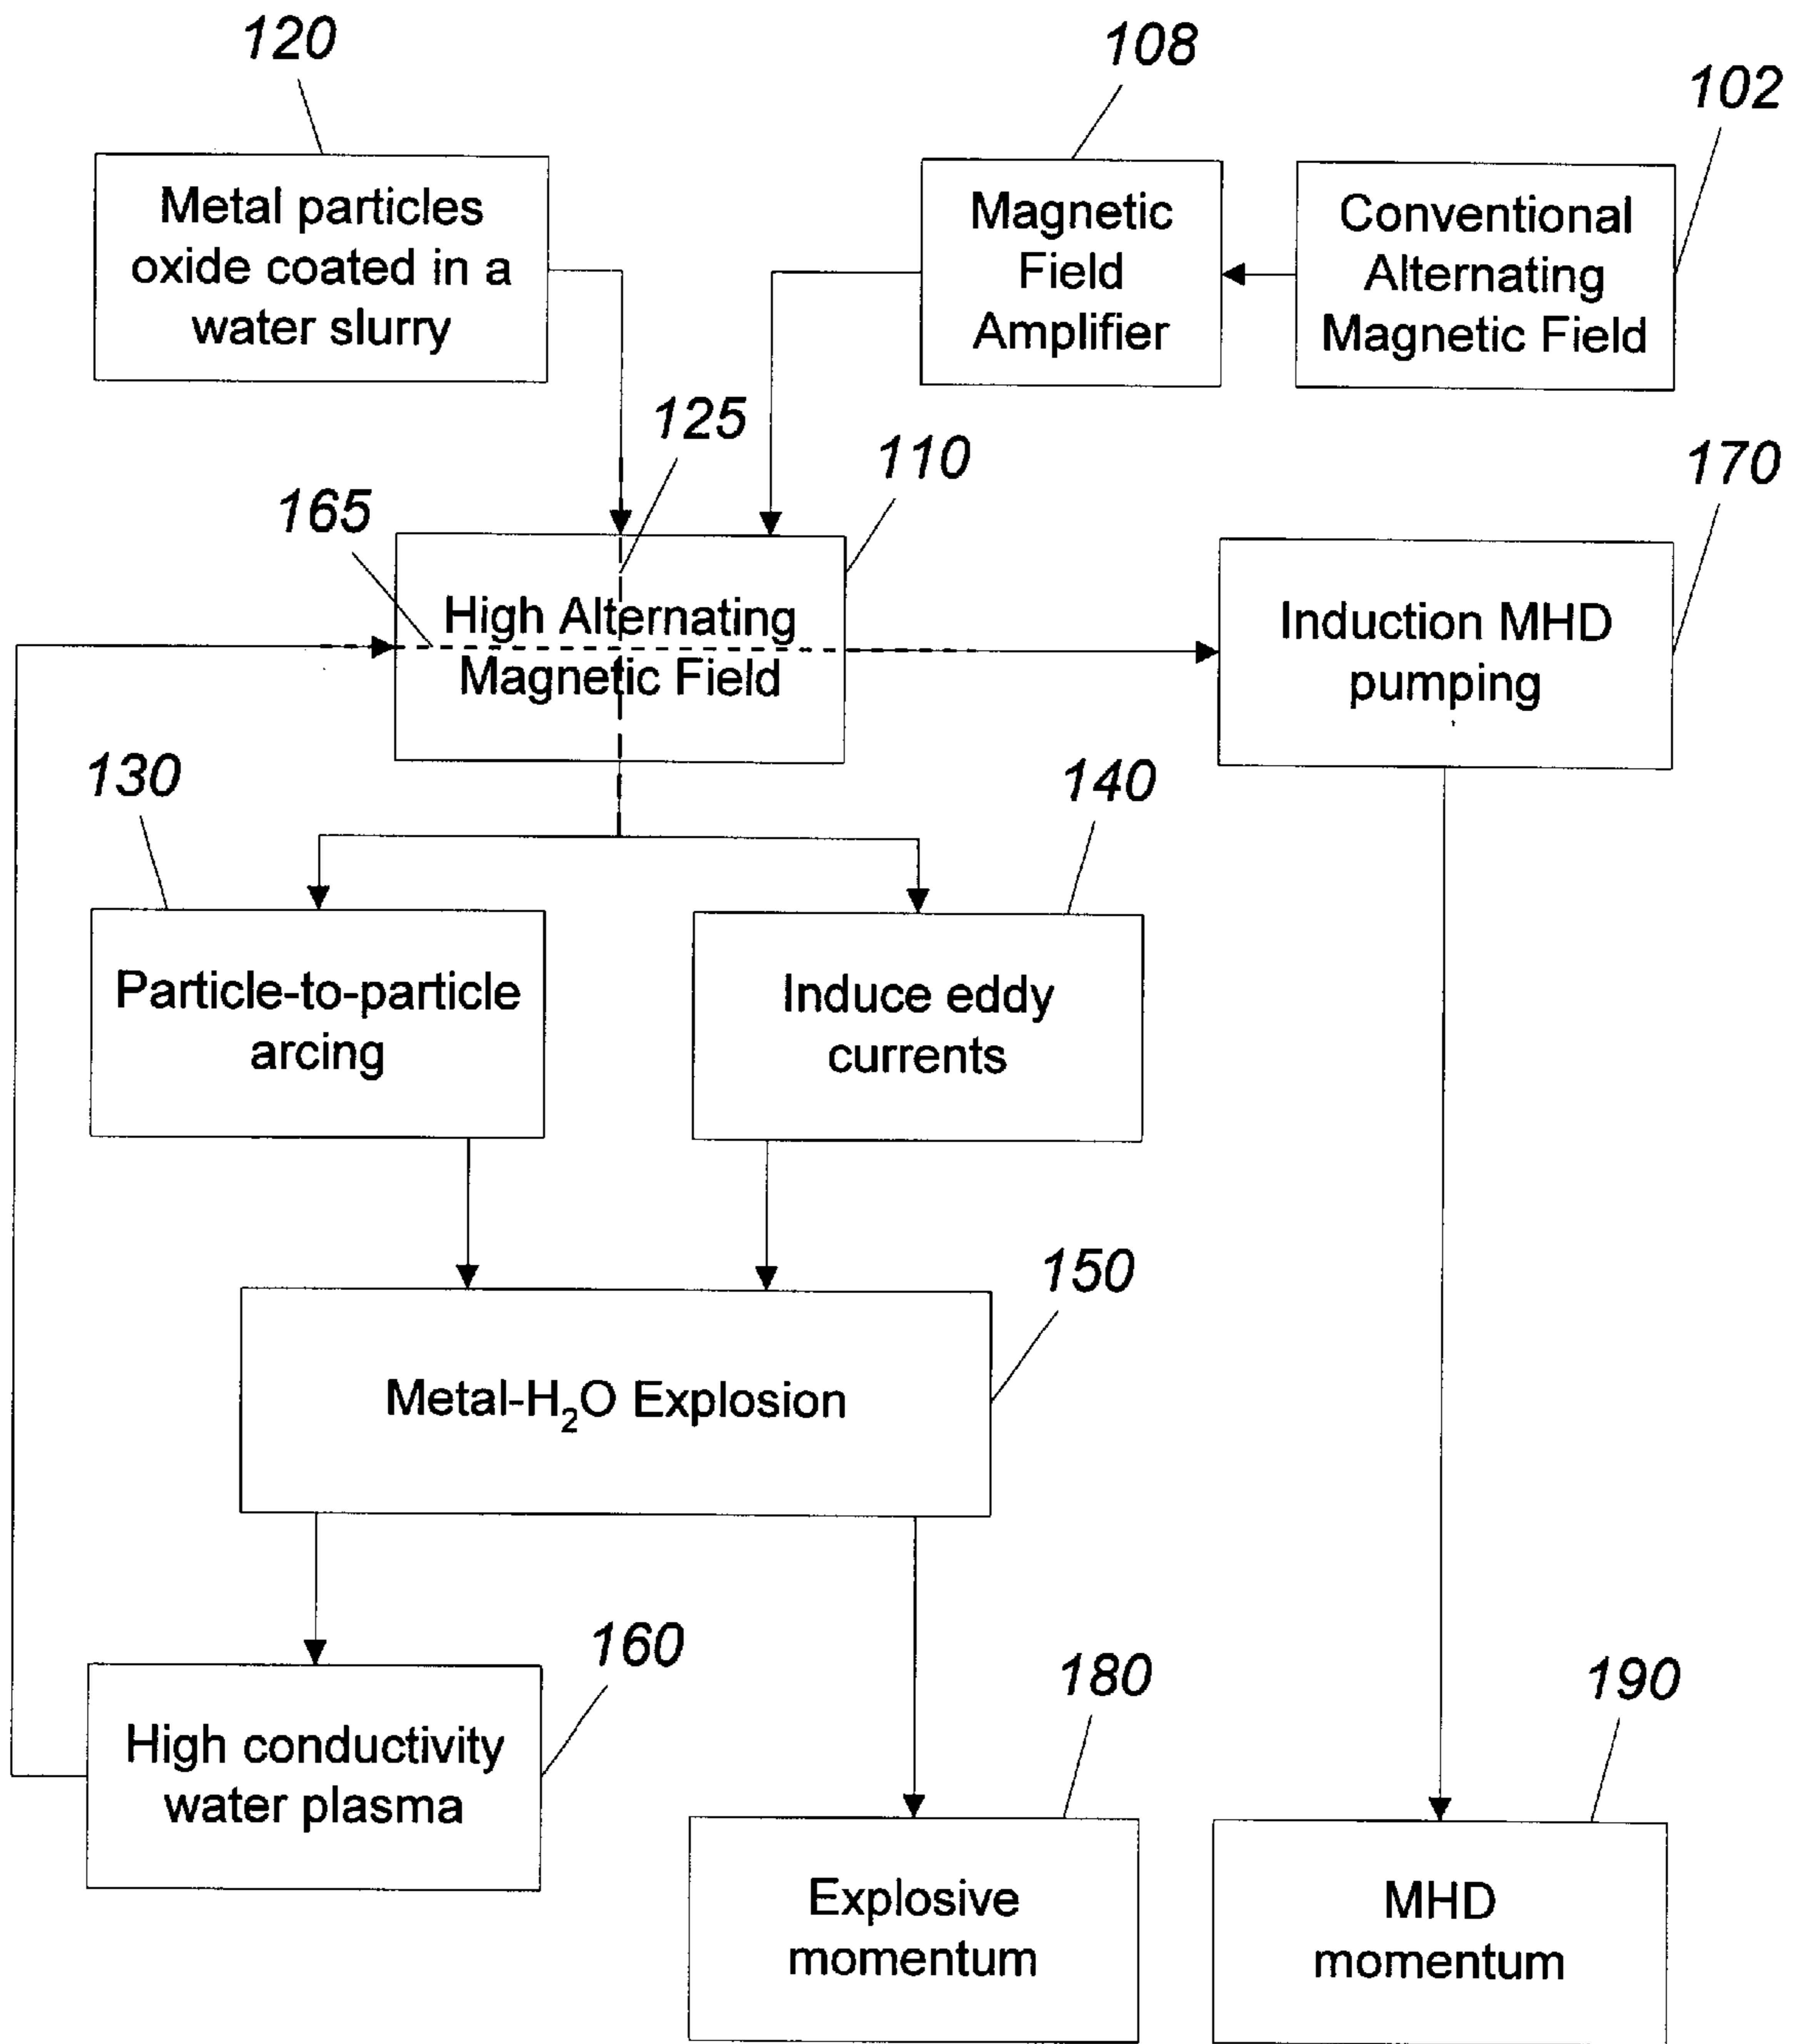 120
108
102
Metal particles
oxide coated in a
water slurry
Magnetic
Field
Amplifier
Conventional
Alternating
Magnetic Field
125
110
170
165
High Alternating
Magnetic Field
Induction MHD
pumping
130
140
Particle-to-particle
arcing
Induce eddy
currents
150
Metal-H₂O Explosion
160
180
190
High conductivity
water plasma
Explosive
momentum
MHD
momentum